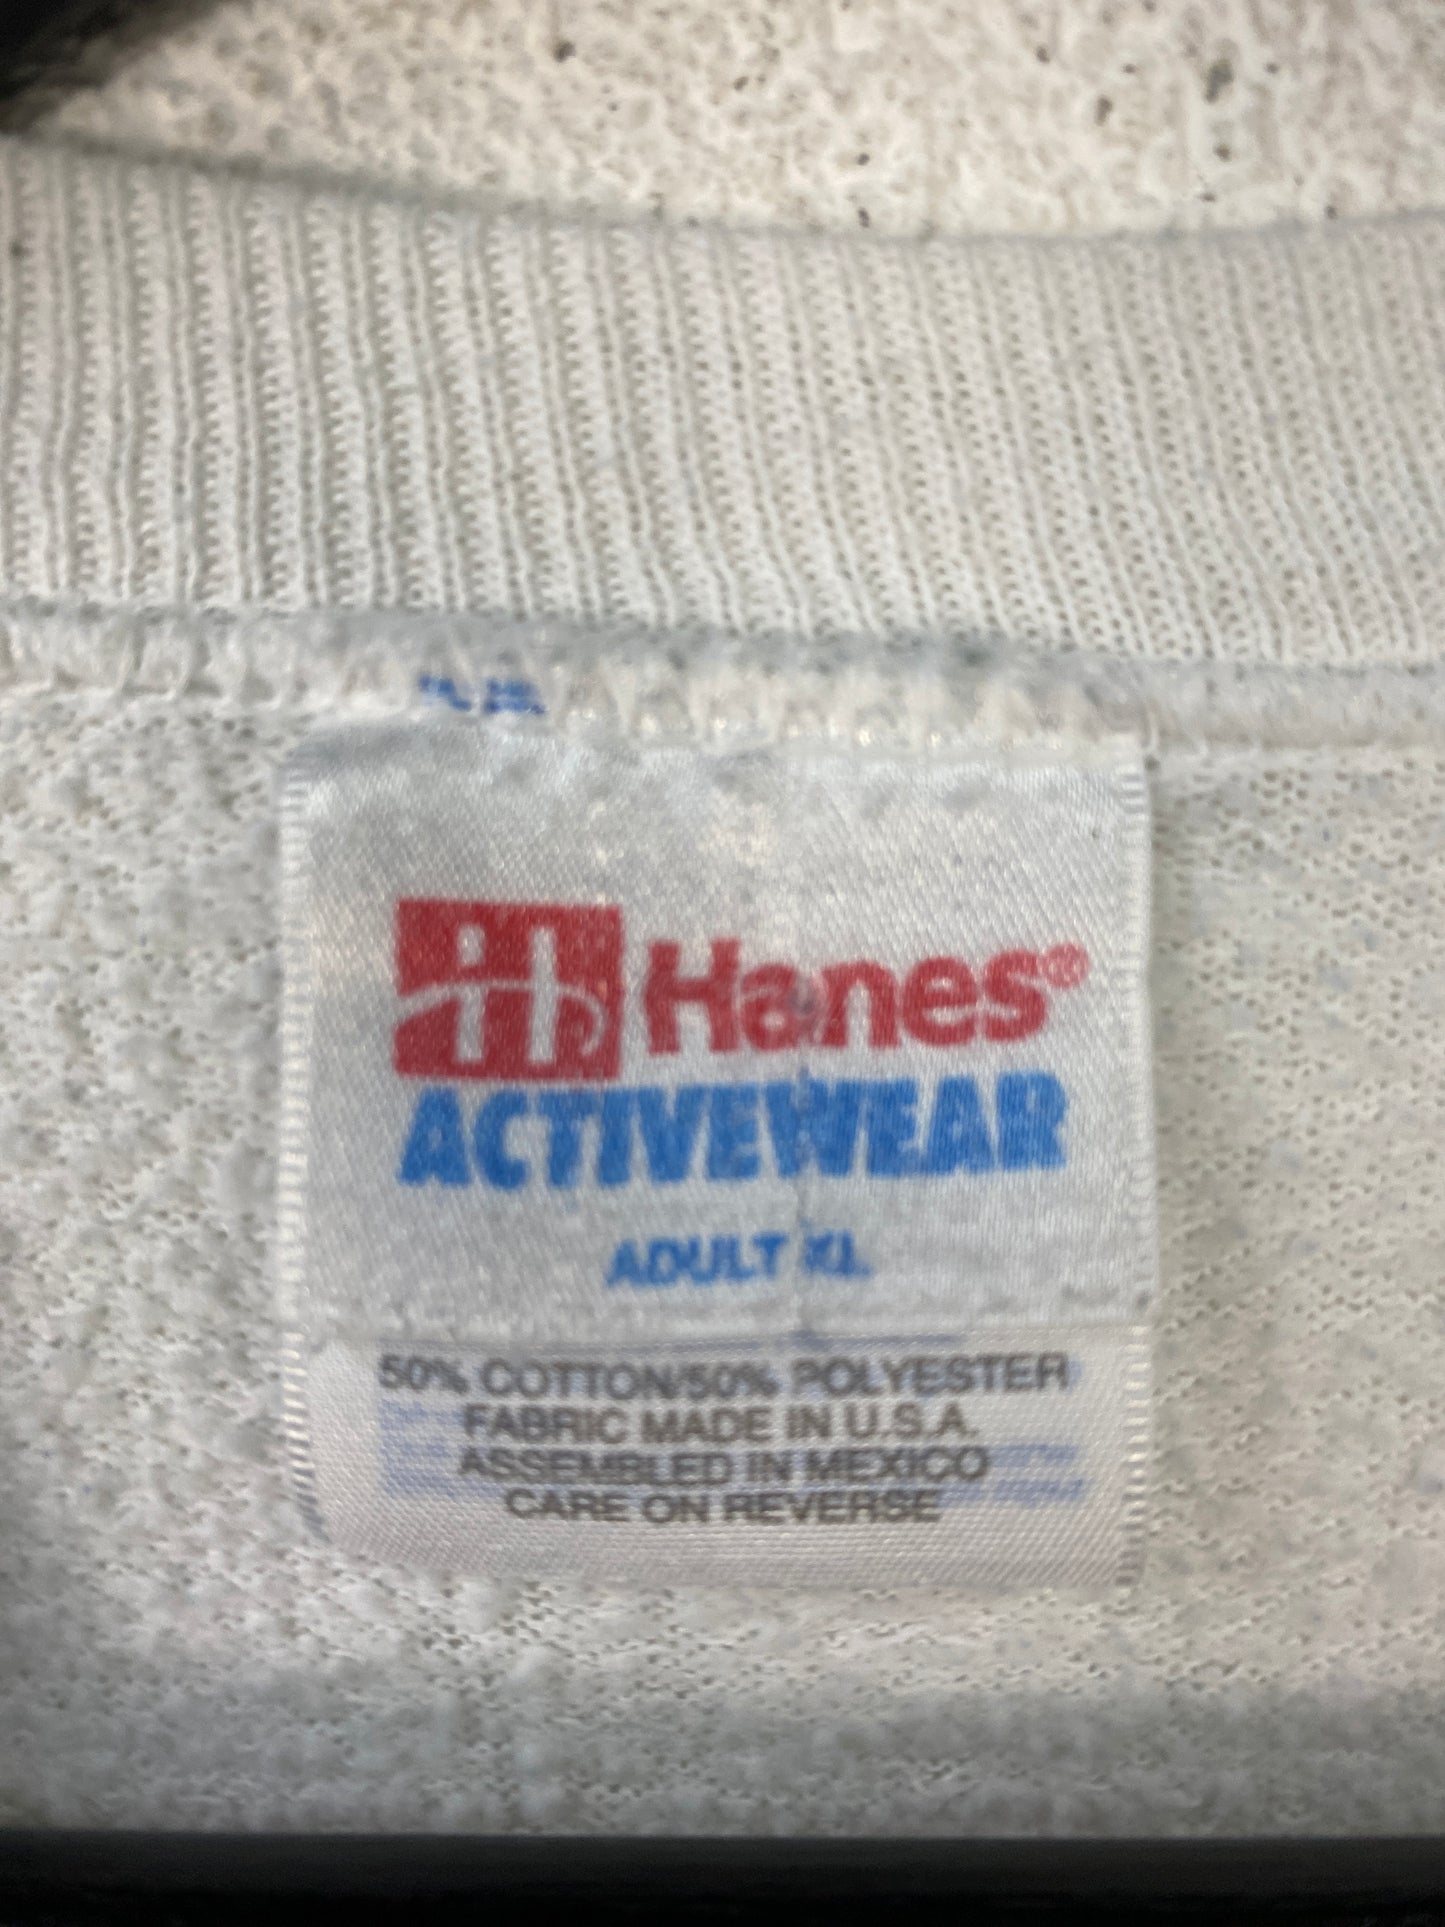 Hanes®
ACTIVEWEAR
ADULT XL
50% COTTON/50% POLYESTER
FABRIC MADE IN U.S.A.
ASSEMBLED IN MEXICO
CARE ON REVERSE